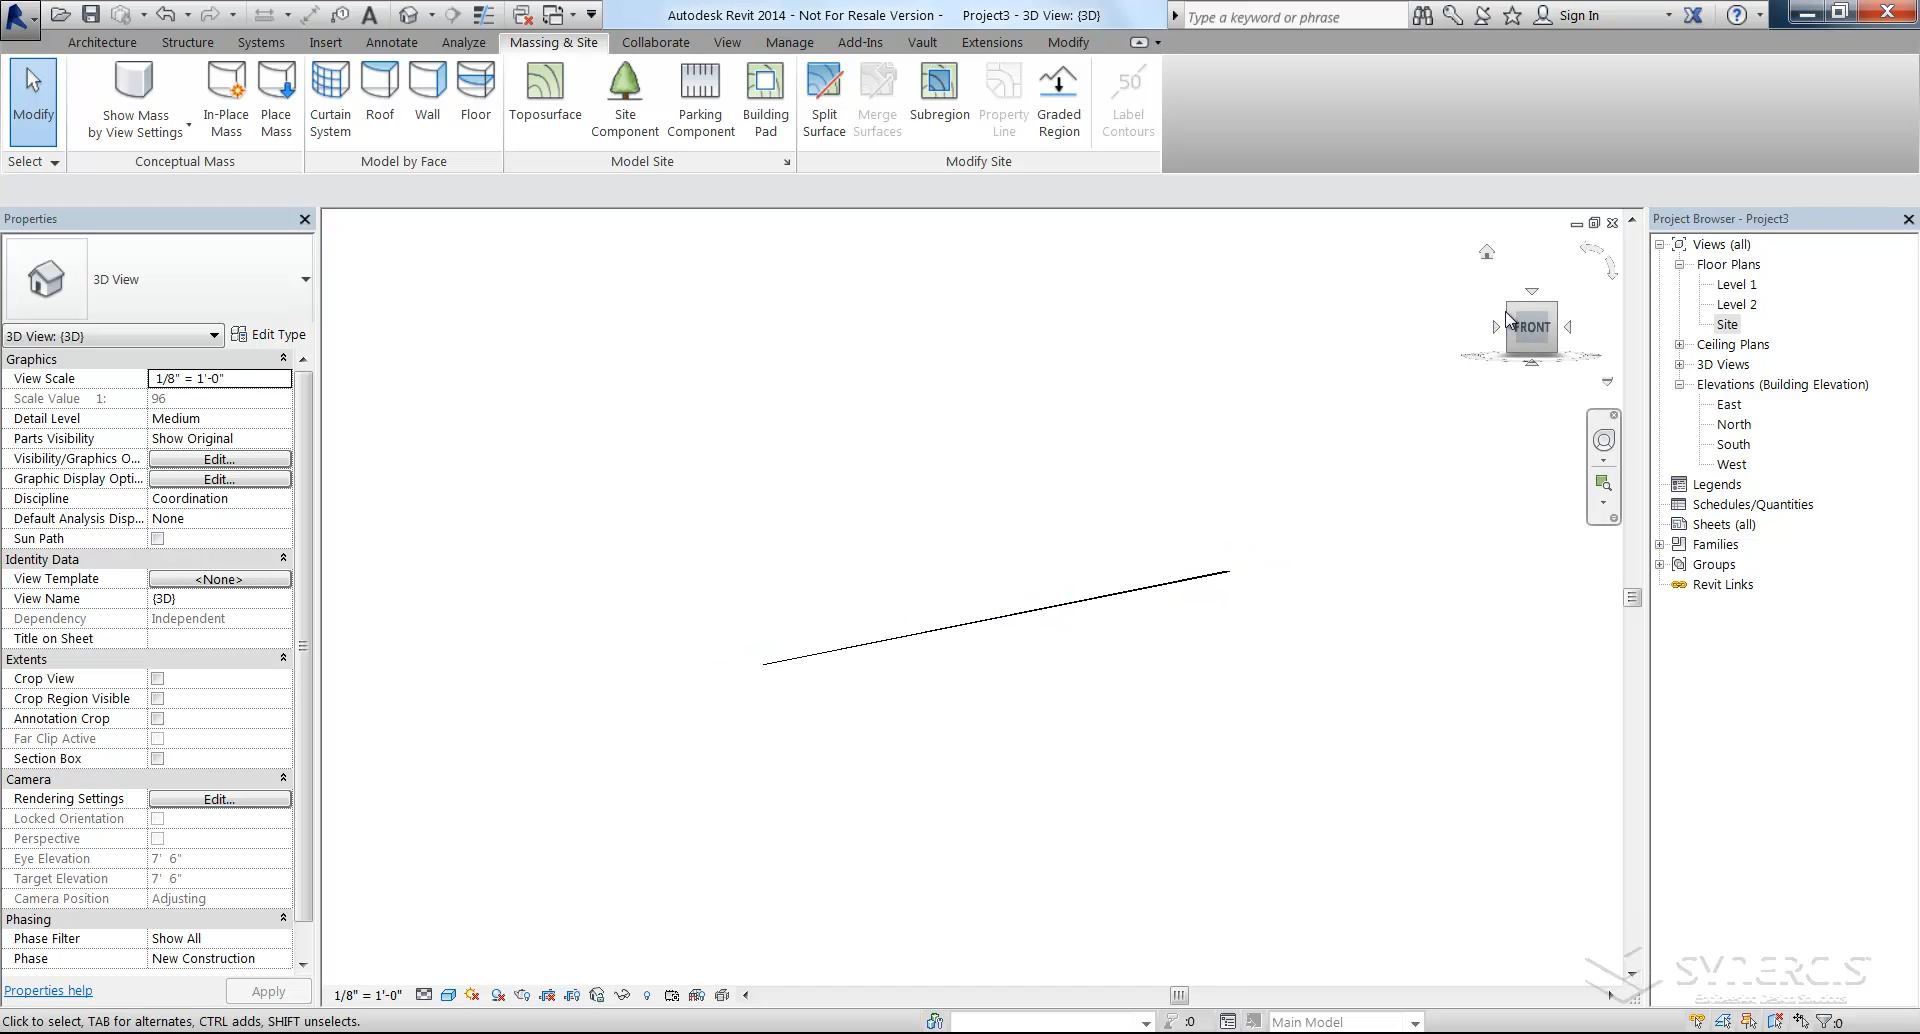 Autodesk Revit 2014 - Not For Resale Version - Project3 - 3D View: {3D}
Type a keyword or phrase
Sign In
Architecture Structure Systems Insert Annotate Analyze Massing & Site Collaborate View Manage Add-Ins Vault Extensions Modify
Modify
Show Mass
by View Settings
In-Place
Mass
Place
Mass
Curtain
System
Roof
Wall
Floor
Toposurface
Site
Component
Parking
Component
Building
Pad
Split
Surface
Merge
Surfaces
Subregion
Property
Line
Graded
Region
50
Label
Contours
Select
Conceptual Mass
Model by Face
Model Site
Modify Site
Properties
3D View
3D View: {3D}
Edit Type
Graphics
View Scale 1/8" = 1'-0"
Scale Value 1: 96
Detail Level Medium
Parts Visibility Show Original
Visibility/Graphics O... Edit...
Graphic Display Opti... Edit...
Discipline Coordination
Default Analysis Disp... None
Sun Path
Identity Data
View Template <None>
View Name {3D}
Dependency Independent
Title on Sheet
Extents
Crop View
Crop Region Visible
Annotation Crop
Far Clip Active
Section Box
Camera
Rendering Settings Edit...
Locked Orientation
Perspective
Eye Elevation 7' 6"
Target Elevation 7' 6"
Camera Position Adjusting
Phasing
Phase Filter Show All
Phase New Construction
Properties help
Apply
FRONT
Project Browser - Project3
Views (all)
Floor Plans
Level 1
Level 2
Site
Ceiling Plans
3D Views
Elevations (Building Elevation)
East
North
South
West
Legends
Schedules/Quantities
Sheets (all)
Families
Groups
Revit Links
SYNERGIS
Engineering Design Solutions
1/8" = 1'-0"
Click to select, TAB for alternates, CTRL adds, SHIFT unselects.
:0
Main Model
:0